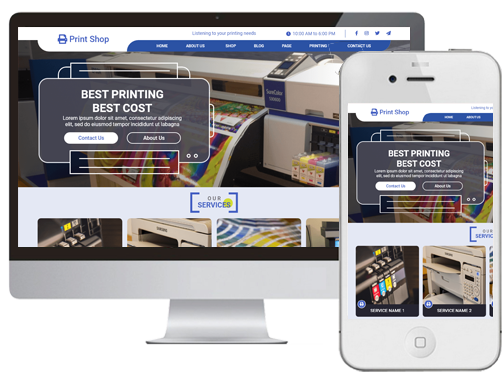 Print Shop
Listening to your printing needs
10:00 AM to 6:00 PM
HOME ABOUT US SHOP BLOG PAGE PRINTING CONTACT US
BEST PRINTING
BEST COST
Lorem ipsum dolor sit amet, consectetur adipiscing
elit, sed do eiusmod tempor incididunt ut labagna
Contact Us About Us
OUR
SERVICES
Print Shop
Listening to
HOME ABOUT US
BEST PRINTING
BEST COST
Lorem ipsum dolor sit amet, consectetur adipiscing
elit, sed do eiusmod tempor incididunt ut labagna
Contact Us About Us
OUR
SERVICE
SERVICE NAME 1
SERVICE NAME 2